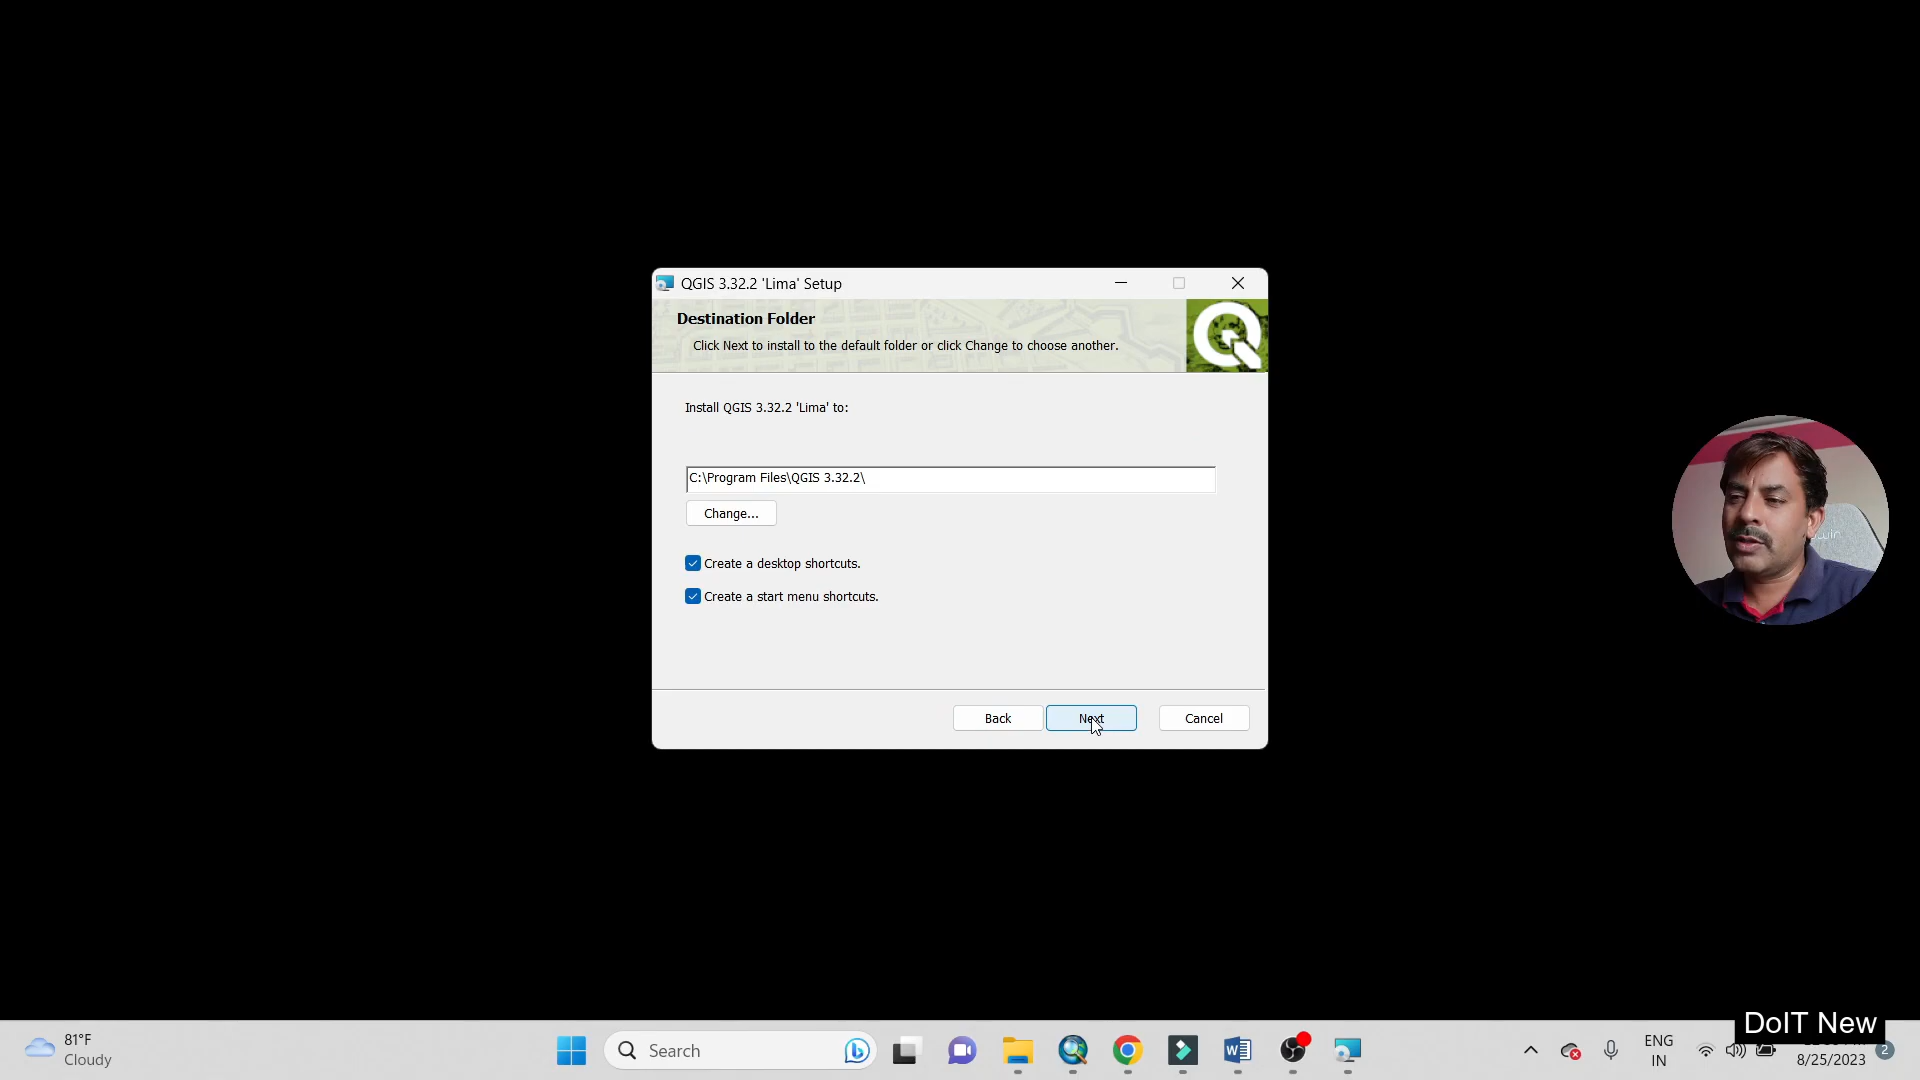 QGIS 3.32.2 'Lima' Setup
Destination Folder
Click Next to install to the default folder or click Change to choose another.
Install QGIS 3.32.2 'Lima' to:
C:\Program Files\QGIS 3.32.2\
Change...
Create a desktop shortcuts.
Create a start menu shortcuts.
Back
Next
Cancel
DoIT New
81°F
Cloudy
Search
ENG
IN
8/25/2023
2